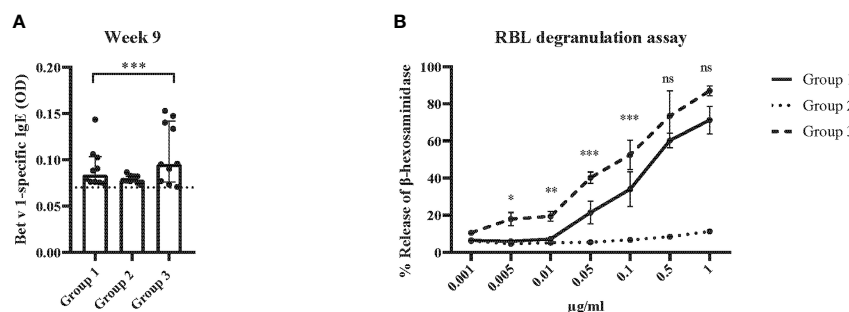 A
Week 9
***
Bet v 1-specific IgE (OD)
0.20
0.15
0.10
0.05
0.00
Group 1
Group 2
Group 3
B
RBL degranulation assay
% Release of β-hexosaminidase
100
80
60
40
20
0
*
**
***
***
ns
ns
0.001
0.005
0.01
0.05
0.1
0.5
1
µg/ml
Group
Group
Group